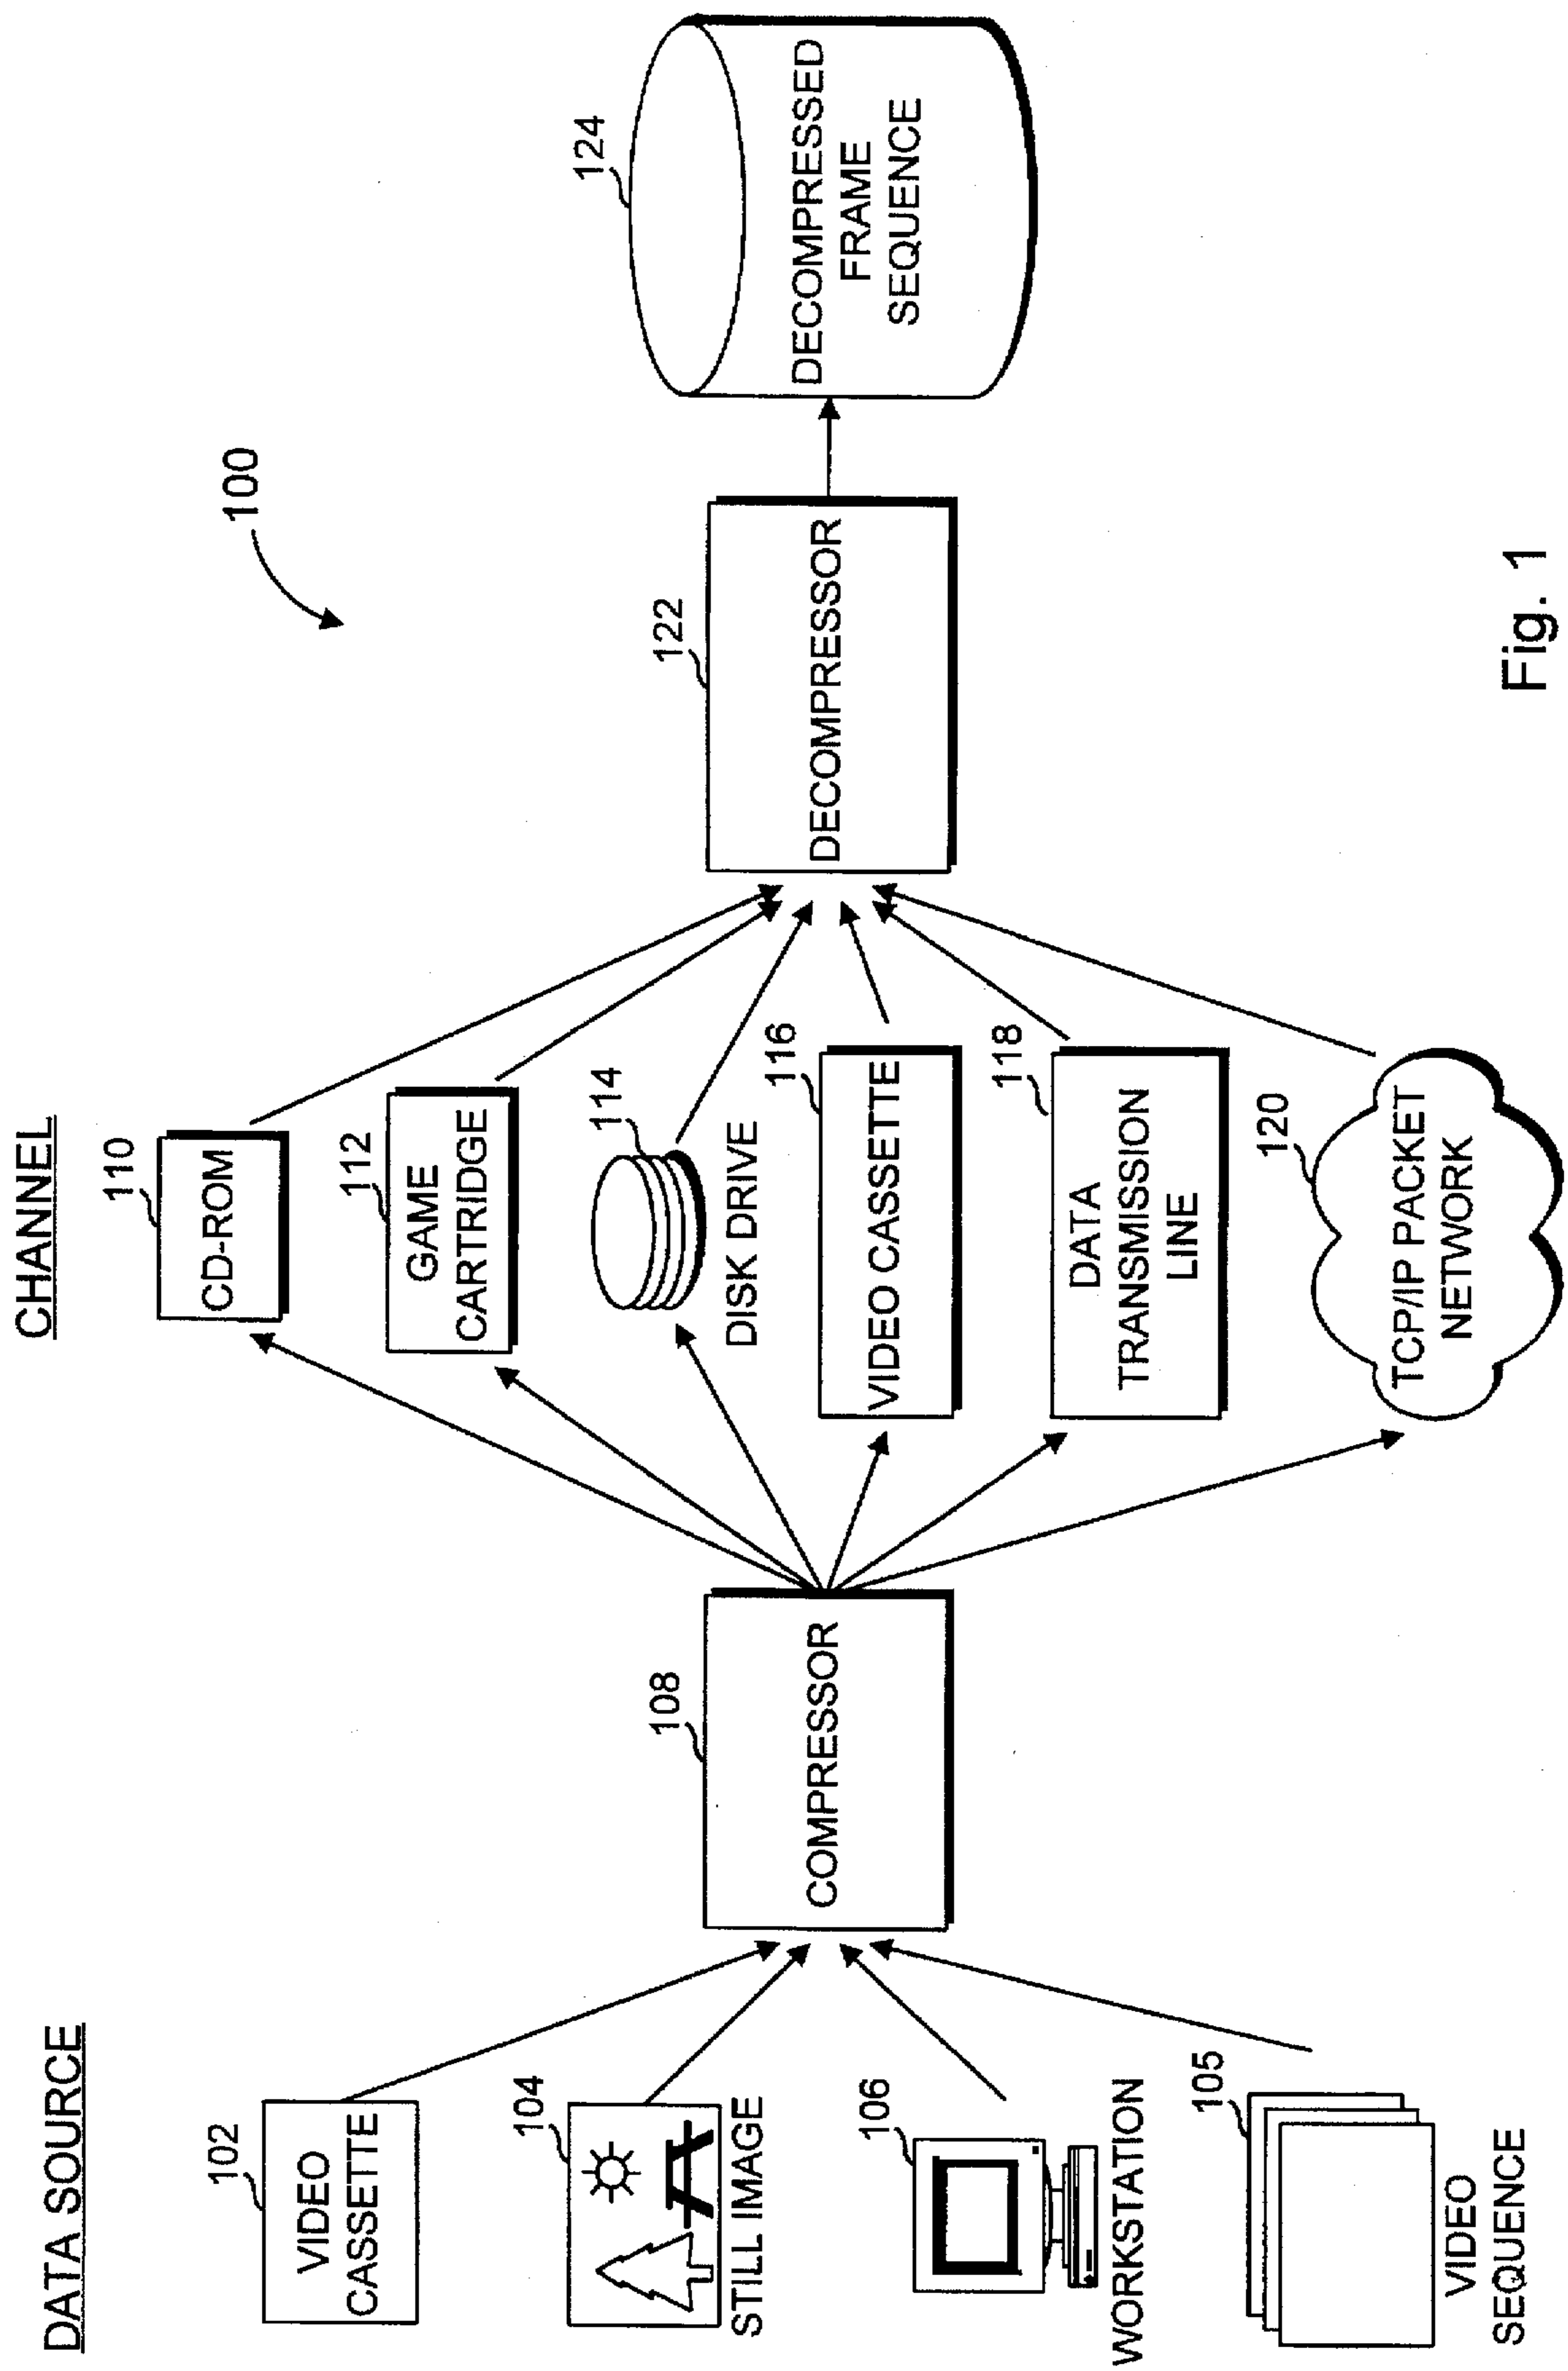 DATA SOURCE
102
VIDEO
CASSETTE
104
STILL IMAGE
106
WORKSTATION
105
VIDEO
SEQUENCE
108
COMPRESSOR
CHANNEL
110
CD-ROM
112
GAME
CARTRIDGE
114
DISK DRIVE
116
VIDEO CASSETTE
118
DATA
TRANSMISSION
LINE
120
TCP/IP PACKET
NETWORK
100
122
DECOMPRESSOR
124
DECOMPRESSED
FRAME
SEQUENCE
Fig. 1